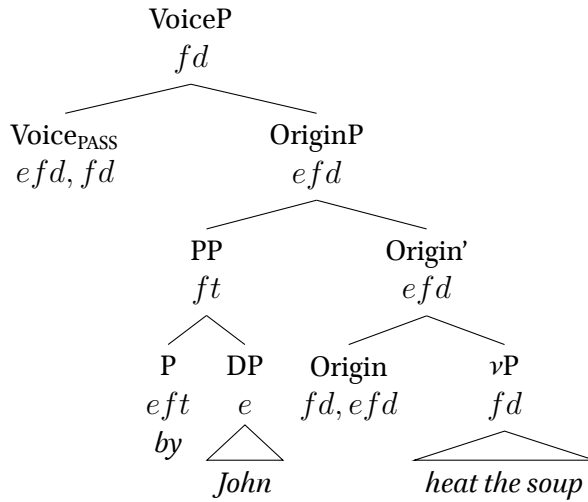 VoiceP
fd
Voice_PASS OriginP
efd, fd efd
PP Origin'
ft efd
P DP Origin vP
eft e fd, efd fd
by
John heat the soup